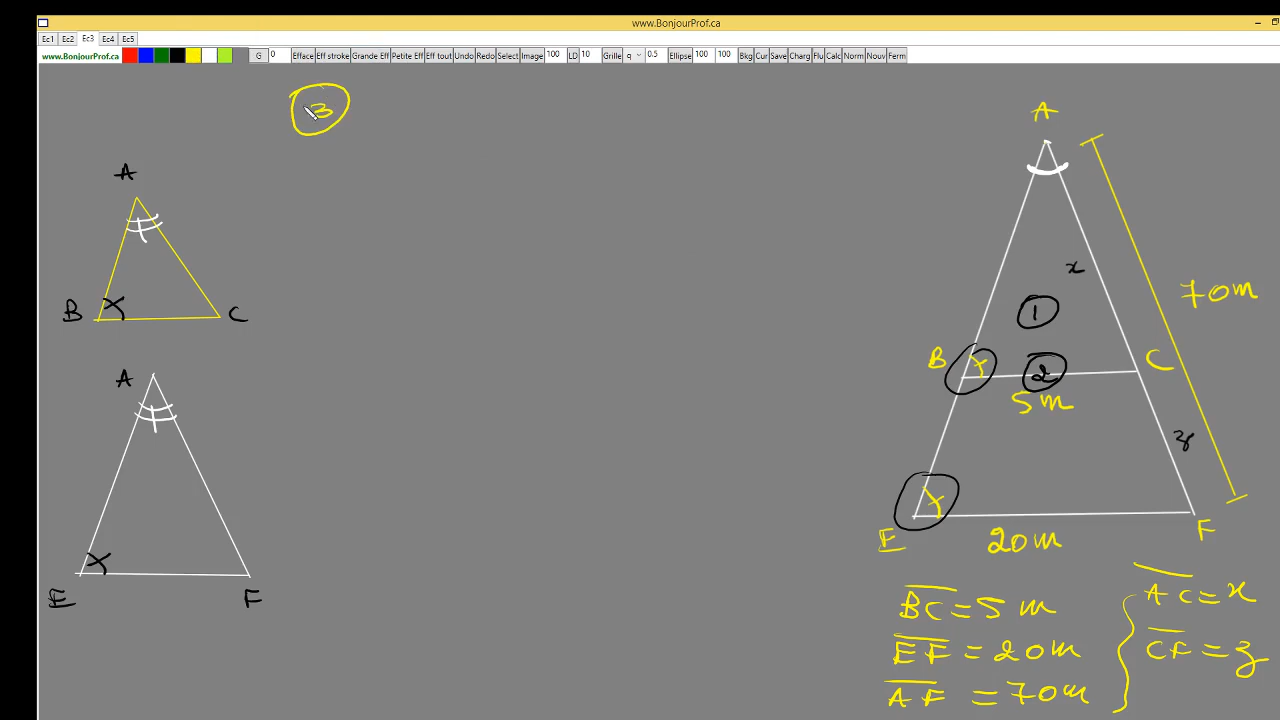 www.BonjourProf.ca
Ec1 Ec2 Ec3 Ec4 Ec5
www.BonjourProf.ca G 0 Efface Eff stroke Grande Eff Petite Eff Eff tout Undo Redo Select Image 100 LD 10 Grille q 0.5 Ellipse 100 100 Bkg Cur Save Charg Flu Calc Norm Nouv Ferm
3
A
B C
A
E F
A
x
70m
1
B 2 C
5m
z
E F
20m
BC = 5 m
EF = 20m
AF = 70m
AC = x
CF = z